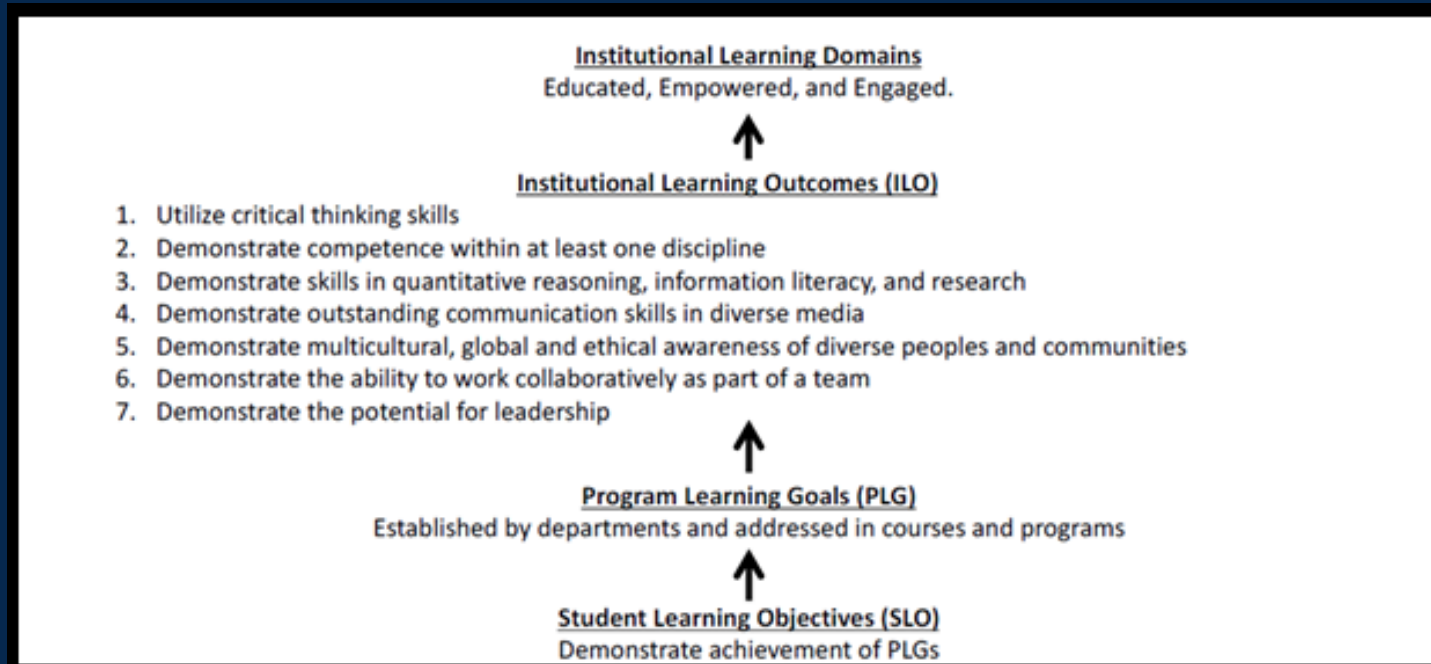 Institutional Learning Domains
Educated, Empowered, and Engaged.
Institutional Learning Outcomes (ILO)
1. Utilize critical thinking skills
2. Demonstrate competence within at least one discipline
3. Demonstrate skills in quantitative reasoning, information literacy, and research
4. Demonstrate outstanding communication skills in diverse media
5. Demonstrate multicultural, global and ethical awareness of diverse peoples and communities
6. Demonstrate the ability to work collaboratively as part of a team
7. Demonstrate the potential for leadership
Program Learning Goals (PLG)
Established by departments and addressed in courses and programs
Student Learning Objectives (SLO)
Demonstrate achievement of PLGs